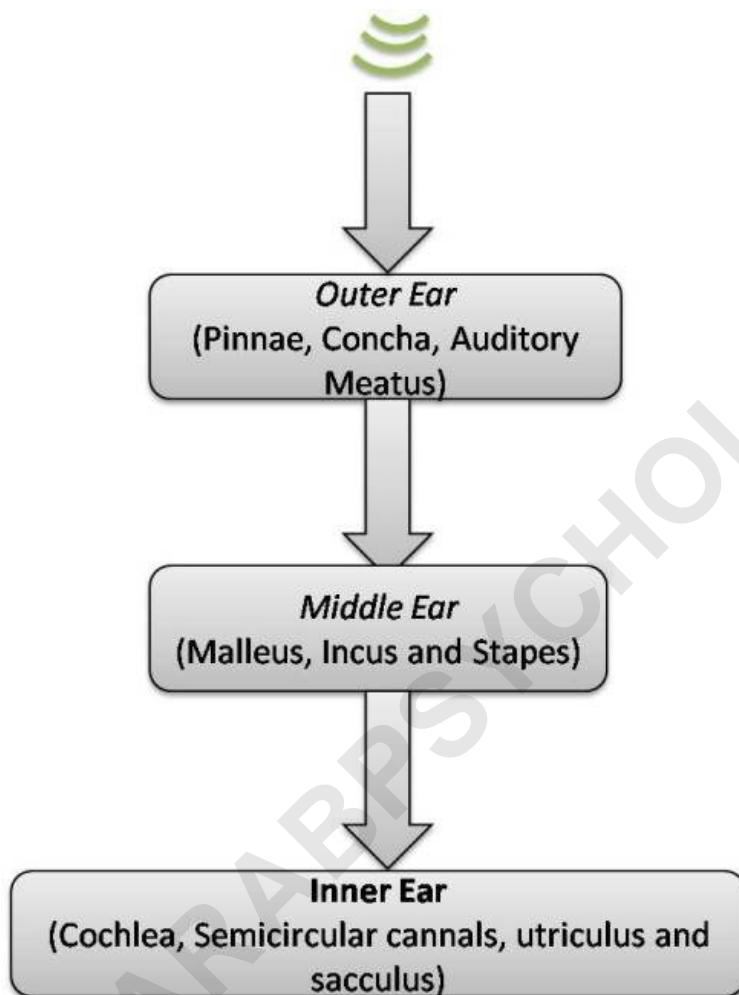 Outer Ear
(Pinnae, Concha, Auditory
Meatus)
Middle Ear
(Malleus, Incus and Stapes)
Inner Ear
(Cochlea, Semicircular cannals, utriculus and
sacculus)
ARABPSYCHOL